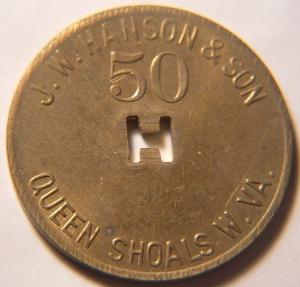 J. W. HANSON & SON
50
H
QUEEN SHOALS W. VA.